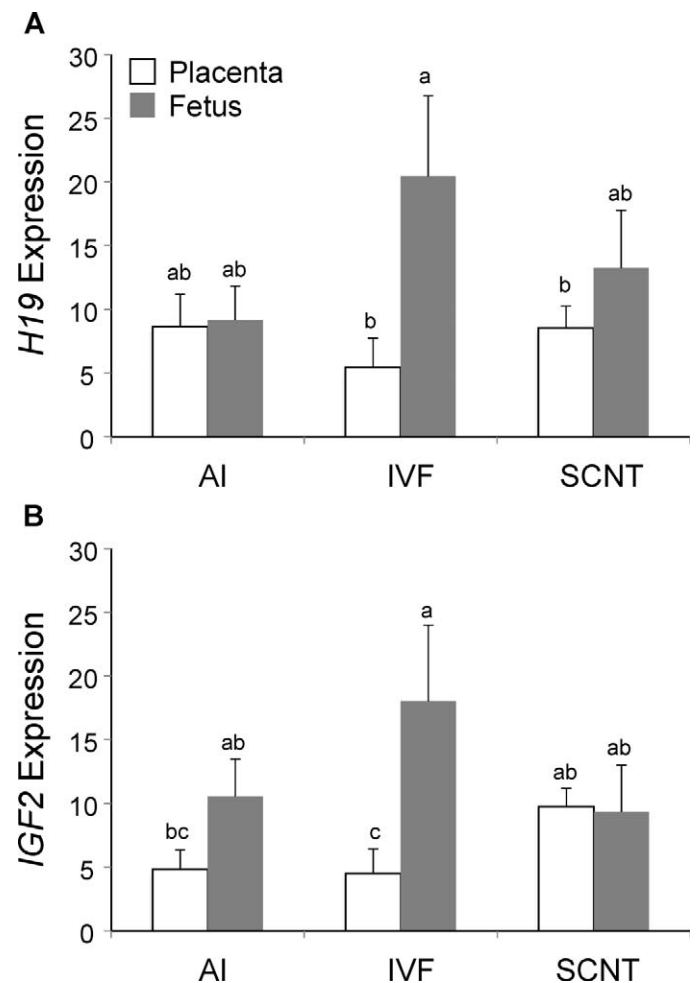 A
H19 Expression
30
25
20
15
10
5
0
Placenta
Fetus
ab
ab
b
a
b
ab
AI
IVF
SCNT
B
IGF2 Expression
30
25
20
15
10
5
0
bc
ab
c
a
ab
ab
AI
IVF
SCNT